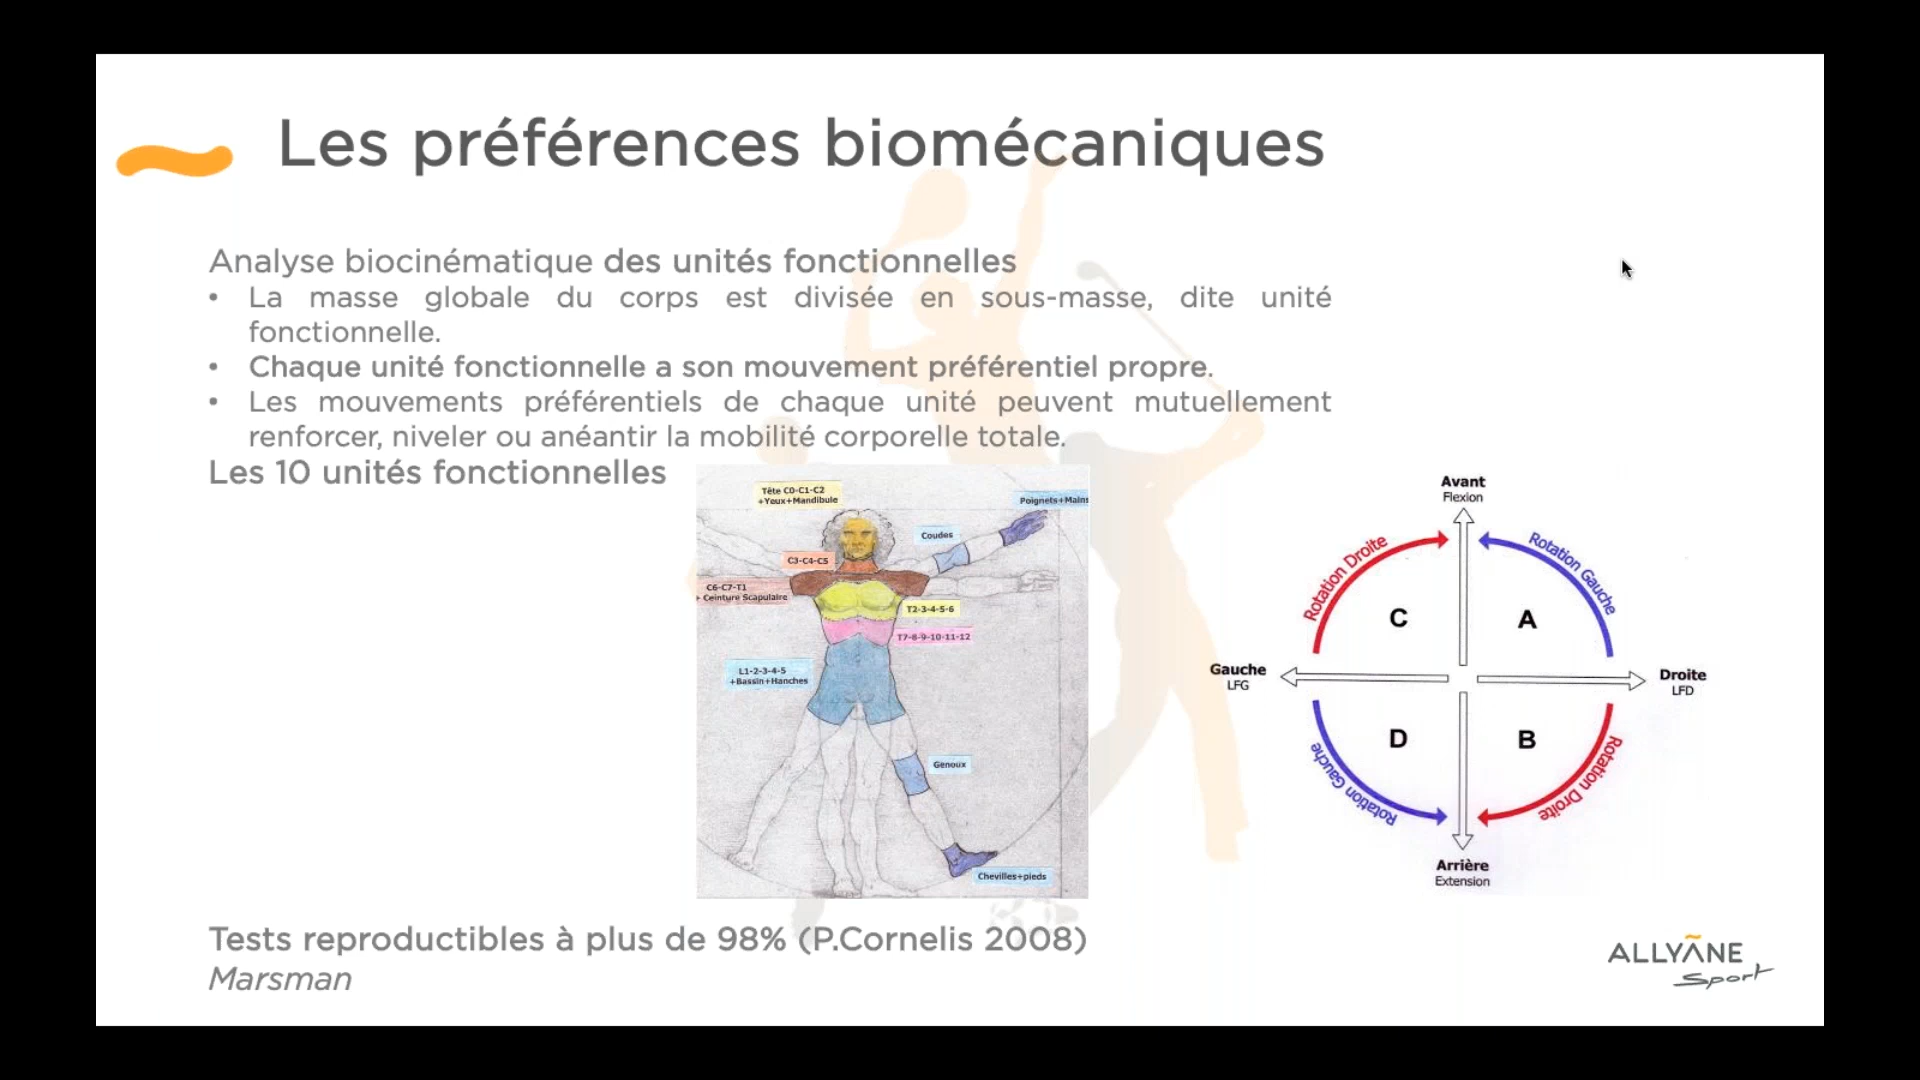 Les préférences biomécaniques
Analyse biocinématique des unités fonctionnelles
• La masse globale du corps est divisée en sous-masse, dite unité
fonctionnelle.
• Chaque unité fonctionnelle a son mouvement préférentiel propre.
• Les mouvements préférentiels de chaque unité peuvent mutuellement
renforcer, niveler ou anéantir la mobilité corporelle totale.
Les 10 unités fonctionnelles
Tête C0-C1-C2
+Yeux+Mandibule
Poignets+Mains
Coudes
C3-C4-C5
C6-C7-T1
+ Ceinture Scapulaire
T2-3-4-5-6
T7-8-9-10-11-12
L1-2-3-4-5
+Bassin+Hanches
Genoux
Chevilles+pieds
Avant
Flexion
Rotation Droite
Rotation Gauche
C
A
Gauche
LFG
Droite
LFD
D
B
Rotation Gauche
Rotation Droite
Arrière
Extension
Tests reproductibles à plus de 98% (P.Cornelis 2008)
Marsman
ALLYANE
Sport